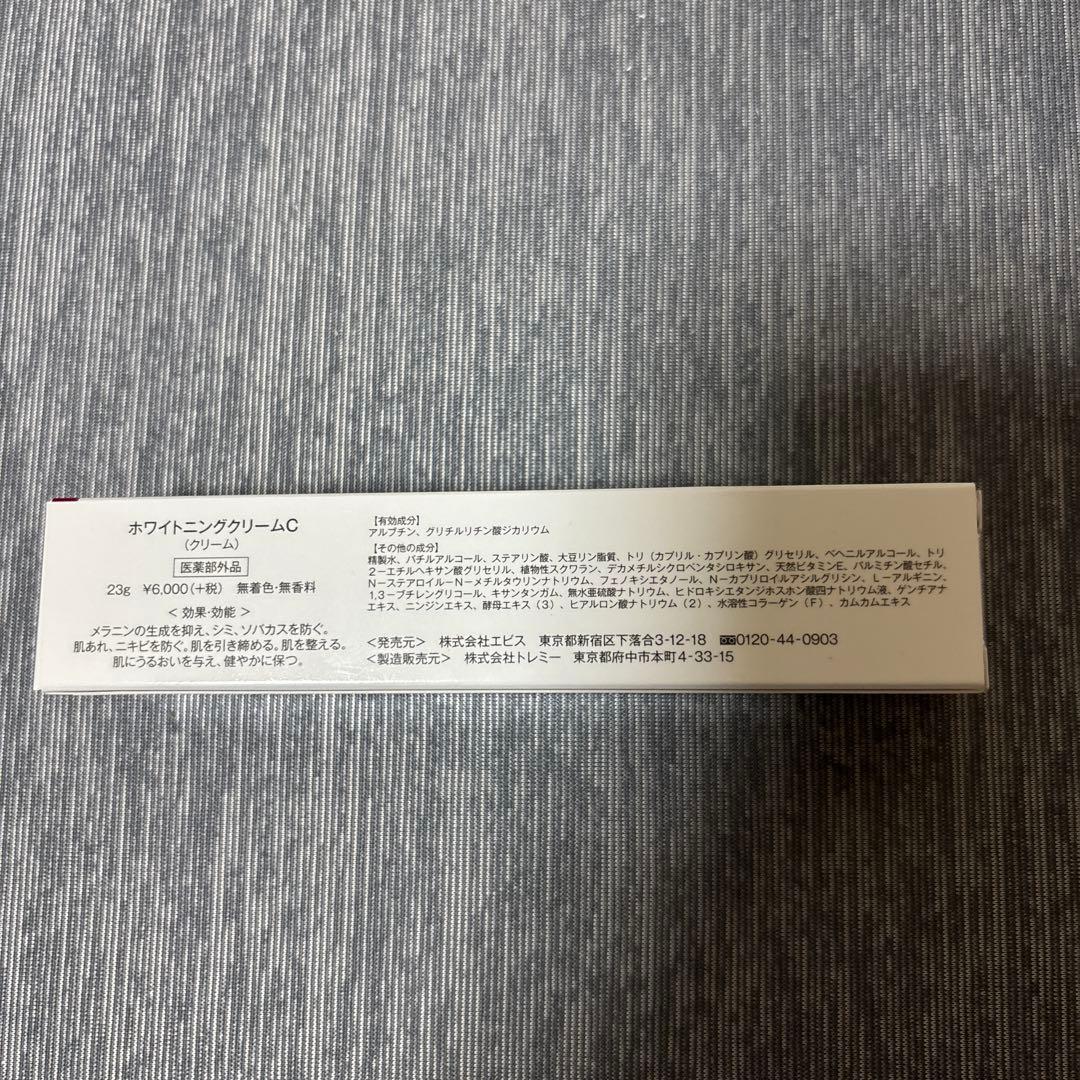 ホワイトニングクリームC
(クリーム)
医薬部外品
23g ¥6,000(+税) 無着色・無香料
<効果・効能>
メラニンの生成を抑え、シミ、ソバカスを防ぐ。
肌あれ、ニキビを防ぐ。肌を引き締める。肌を整える。
肌にうるおいを与え、健やかに保つ。
【有効成分】
アルブチン、グリチルリチン酸ジカリウム
【その他の成分】
精製水、バチルアルコール、ステアリン酸、大豆リン脂質、トリ(カプリル・カプリン酸)グリセリル、ベヘニルアルコール、トリ
2-エチルヘキサン酸グリセリル、植物性スクワラン、デカメチルシクロペンタシロキサン、天然ビタミンE、パルミチン酸セチル、
N-ステアロイル-N-メチルタウリンナトリウム、フェノキシエタノール、N-カプリロイルアシルグリシン、L-アルギニン、
1,3-ブチレングリコール、キサンタンガム、無水亜硫酸ナトリウム、ヒドロキシエタンジホスホン酸四ナトリウム液、ゲンチアナ
エキス、ニンジンエキス、酵母エキス(3)、ヒアルロン酸ナトリウム(2)、水溶性コラーゲン(F)、カムカムエキス
<発売元> 株式会社エビス 東京都新宿区下落合3-12-18 0120-44-0903
<製造販売元> 株式会社トレミー 東京都府中市本町4-33-15